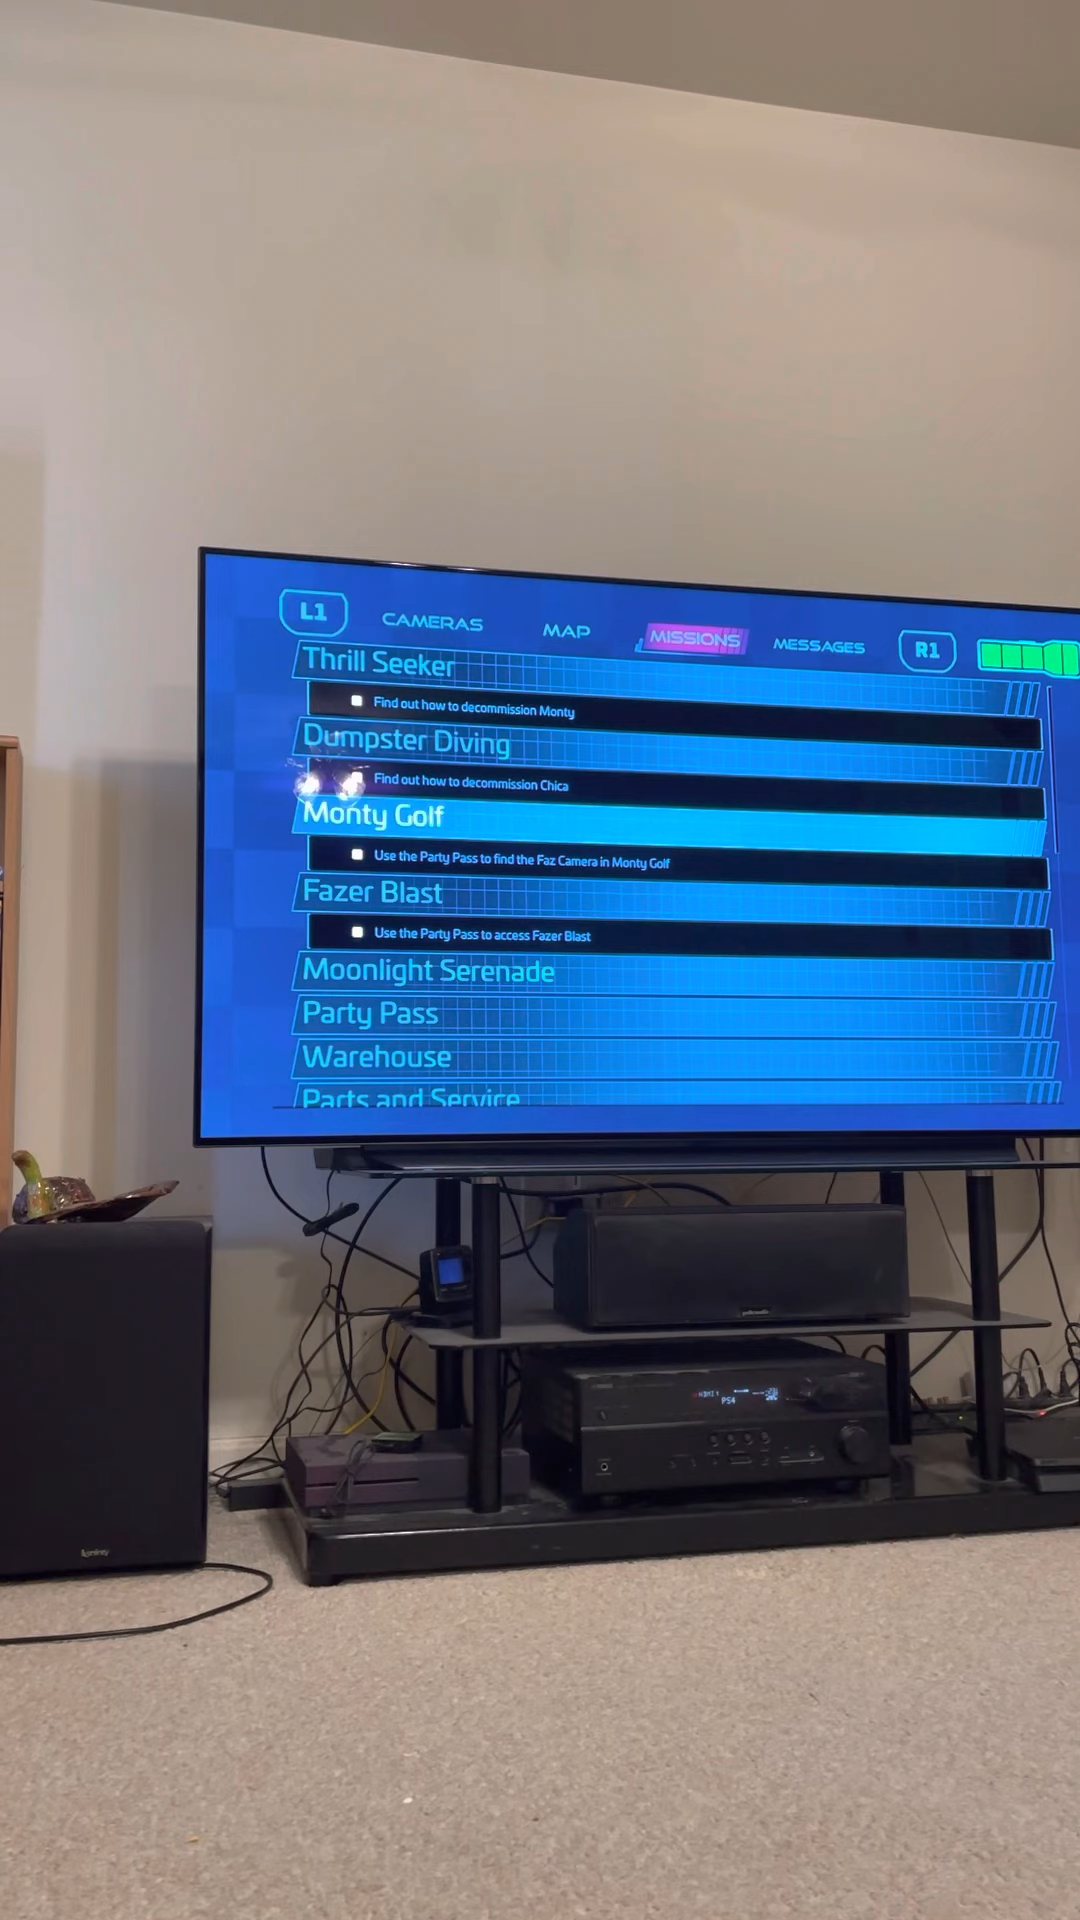 L1
CAMERAS
MAP
MISSIONS
MESSAGES
R1
Thrill Seeker
Find out how to decommission Monty
Dumpster Diving
Find out how to decommission Chica
Monty Golf
Use the Party Pass to find the Faz Camera in Monty Golf
Fazer Blast
Use the Party Pass to access Fazer Blast
Moonlight Serenade
Party Pass
Warehouse
Parts and Service
polkaudio
HDMI1
PS4